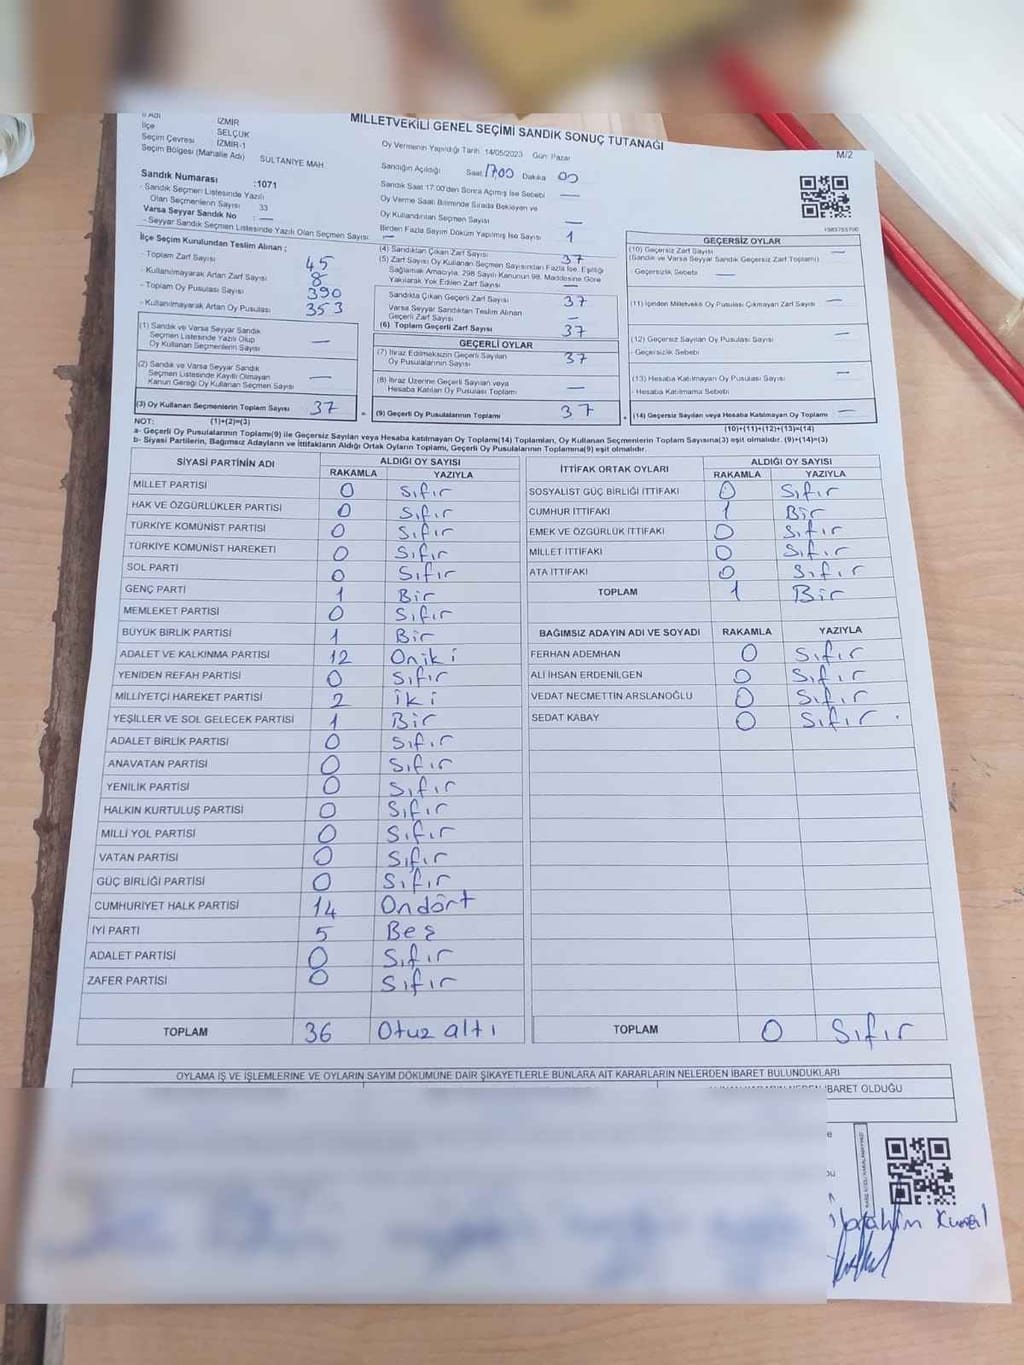 MİLLETVEKİLİ GENEL SEÇİMİ SANDIK SONUÇ TUTANAĞI
M/2
İl Adı : İZMİR
İlçe : SELÇUK
Seçim Çevresi : İZMİR-1
Seçim Bölgesi (Mahalle Adı) SULTANİYE MAH
Sandık Numarası :1071
- Sandık Seçmen Listesinde Yazılı
Olan Seçmenlerin Sayısı 33
Varsa Seyyar Sandık No : —
- Seyyar Sandık Seçmen Listesinde Yazılı Olan Seçmen Sayısı —
Oy Vermenin Yapıldığı Tarih 14/05/2023 Gün: Pazar
Sandığın Açıldığı Saat 1700 Dakika 00
Sandık Saat 17.00'den Sonra Açılmış İse Sebebi —
Oy Verme Saati Bitiminde Sırada Bekleyen ve
Oy Kullandırılan Seçmen Sayısı —
Birden Fazla Sayım Döküm Yapılmış İse Sayısı 1
İlçe Seçim Kurulundan Teslim Alınan ;
- Toplam Zarf Sayısı 45
- Kullanılmayarak Artan Zarf Sayısı 8
- Toplam Oy Pusulası Sayısı 390
- Kullanılmayarak Artan Oy Pusulası 353
(1) Sandık ve Varsa Seyyar Sandık
Seçmen Listesinde Yazılı Olup
Oy Kullanan Seçmenlerin Sayısı —
(2) Sandık ve Varsa Seyyar Sandık
Seçmen Listesinde Kayıtlı Olmayan
Kanun Gereği Oy Kullanan Seçmen Sayısı —
(3) Oy Kullanan Seçmenlerin Toplam Sayısı 37
(1)+(2)=(3)
(4) Sandıktan Çıkan Zarf Sayısı 37
(5) Zarf Sayısı Oy Kullanan Seçmen Sayısından Fazla İse, Eşitliği
Sağlamak Amacıyla, 298 Sayılı Kanunun 98. Maddesine Göre
Yakılarak Yok Edilen Zarf Sayısı —
Sandıkta Çıkan Geçerli Zarf Sayısı 37
Varsa Seyyar Sandıktan Teslim Alınan
Geçerli Zarf Sayısı —
(6) Toplam Geçerli Zarf Sayısı 37
GEÇERLİ OYLAR
(7) İtiraz Edilmeksizin Geçerli Sayılan
Oy Pusulalarının Sayısı 37
(8) İtiraz Üzerine Geçerli Sayılan veya
Hesaba Katılan Oy Pusulası Toplamı —
(9) Geçerli Oy Pusulalarının Toplamı 37
1583755700
GEÇERSİZ OYLAR
(10) Geçersiz Zarf Sayısı
(Sandık ve Varsa Seyyar Sandık Geçersiz Zarf Toplamı)
- Geçersizlik Sebebi —
(11) İçinden Milletvekili Oy Pusulası Çıkmayan Zarf Sayısı —
(12) Geçersiz Sayılan Oy Pusulası Sayısı —
- Geçersizlik Sebebi
(13) Hesaba Katılmayan Oy Pusulası Sayısı —
- Hesaba Katılmama Sebebi
(14) Geçersiz Sayılan veya Hesaba Katılmayan Oy Toplamı —
(10)+(11)+(12)+(13)=(14)
NOT:
a- Geçerli Oy Pusulalarının Toplamı(9) ile Geçersiz Sayılan veya Hesaba katılmayan Oy Toplamı(14) Toplamları, Oy Kullanan Seçmenlerin Toplam Sayısına(3) eşit olmalıdır. (9)+(14)=(3)
b- Siyasi Partilerin, Bağımsız Adayların ve İttifakların Aldığı Ortak Oyların Toplamı, Geçerli Oy Pusulalarının Toplamına(9) eşit olmalıdır.
SİYASİ PARTİNİN ADI ALDIĞI OY SAYISI
RAKAMLA YAZIYLA
MİLLET PARTİSİ 0 Sıfır
HAK VE ÖZGÜRLÜKLER PARTİSİ 0 Sıfır
TÜRKİYE KOMÜNİST PARTİSİ 0 Sıfır
TÜRKİYE KOMÜNİST HAREKETİ 0 Sıfır
SOL PARTİ 0 Sıfır
GENÇ PARTİ 1 Bir
MEMLEKET PARTİSİ 0 Sıfır
BÜYÜK BİRLİK PARTİSİ 1 Bir
ADALET VE KALKINMA PARTİSİ 12 Oniki
YENİDEN REFAH PARTİSİ 0 Sıfır
MİLLİYETÇİ HAREKET PARTİSİ 2 iki
YEŞİLLER VE SOL GELECEK PARTİSİ 1 Bir
ADALET BİRLİK PARTİSİ 0 Sıfır
ANAVATAN PARTİSİ 0 Sıfır
YENİLİK PARTİSİ 0 Sıfır
HALKIN KURTULUŞ PARTİSİ 0 Sıfır
MİLLİ YOL PARTİSİ 0 Sıfır
VATAN PARTİSİ 0 Sıfır
GÜÇ BİRLİĞİ PARTİSİ 0 Sıfır
CUMHURİYET HALK PARTİSİ 14 Ondört
İYİ PARTİ 5 Beş
ADALET PARTİSİ 0 Sıfır
ZAFER PARTİSİ 0 Sıfır
TOPLAM 36 Otuz altı
İTTİFAK ORTAK OYLARI ALDIĞI OY SAYISI
RAKAMLA YAZIYLA
SOSYALİST GÜÇ BİRLİĞİ İTTİFAKI 0 Sıfır
CUMHUR İTTİFAKI 1 Bir
EMEK VE ÖZGÜRLÜK İTTİFAKI 0 Sıfır
MİLLET İTTİFAKI 0 Sıfır
ATA İTTİFAKI 0 Sıfır
TOPLAM 1 Bir
BAĞIMSIZ ADAYIN ADI VE SOYADI RAKAMLA YAZIYLA
FERHAN ADEMHAN 0 Sıfır
ALİ İHSAN ERDENİLGEN 0 Sıfır
VEDAT NECMETTİN ARSLANOĞLU 0 Sıfır
SEDAT KABAY 0 Sıfır
TOPLAM 0 Sıfır
OYLAMA İŞ VE İŞLEMLERİNE VE OYLARIN SAYIM DÖKÜMÜNE DAİR ŞİKAYETLERLE BUNLARA AİT KARARLARIN NELERDEN İBARET BULUNDUKLARI
İBARET OLDUĞU
İbrahim